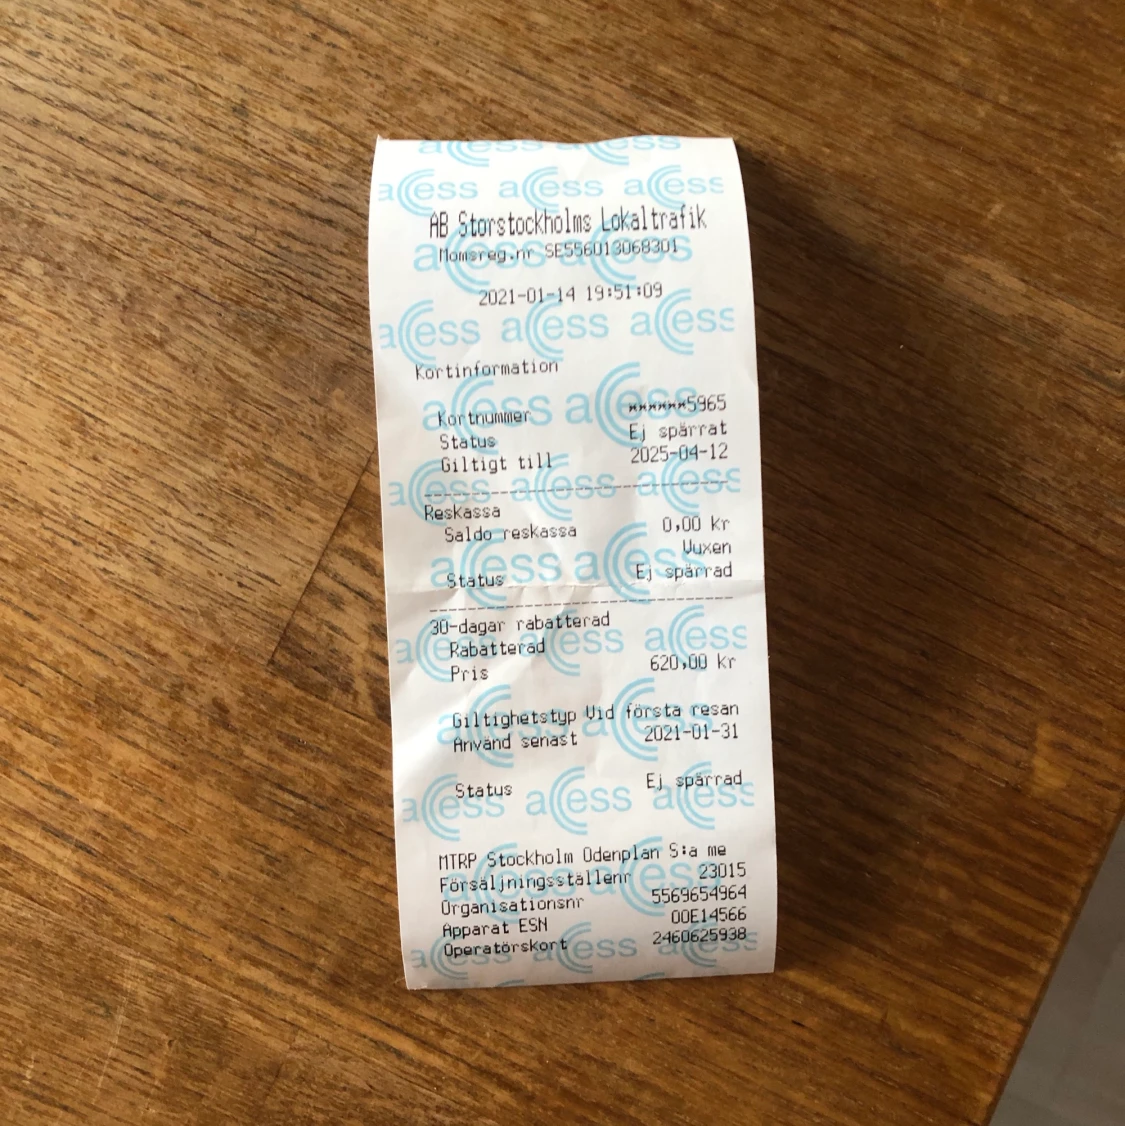 AB Storstockholms Lokaltrafik
Momsreg.nr SE556013068301
2021-01-14 19:51:09
Kortinformation
Kortnummer ******5965
Status Ej spärrat
Giltigt till 2025-04-12
Reskassa
Saldo reskassa 0,00 kr
Vuxen
Status Ej spärrad
30-dagar rabatterad
Rabatterad
Pris 620,00 kr
Giltighetstyp Vid första resan
Använd senast 2021-01-31
Status Ej spärrad
MTRP Stockholm Odenplan S:a me
Försäljningsställenr 23015
Organisationsnr 5569654964
Apparat ESN 00E14566
Operatörskort 2460625938
access access access